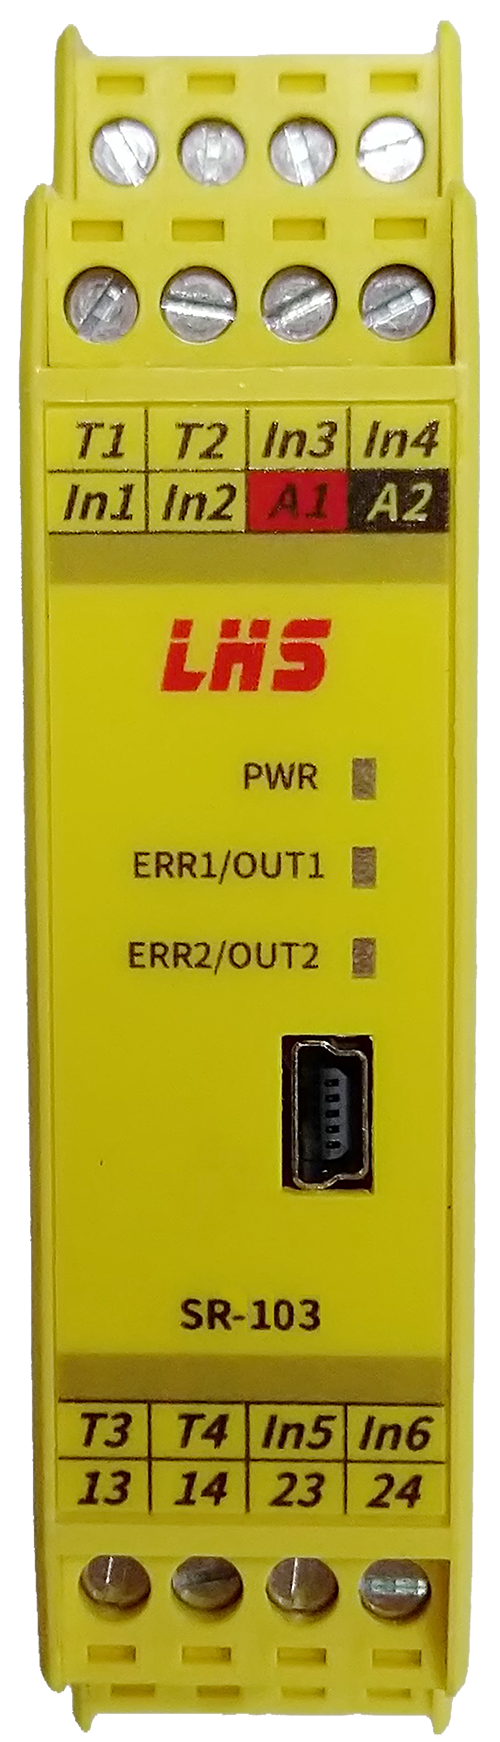 T1 T2 In3 In4
In1 In2 A1 A2
LHS
PWR
ERR1/OUT1
ERR2/OUT2
SR-103
T3 T4 In5 In6
13 14 23 24